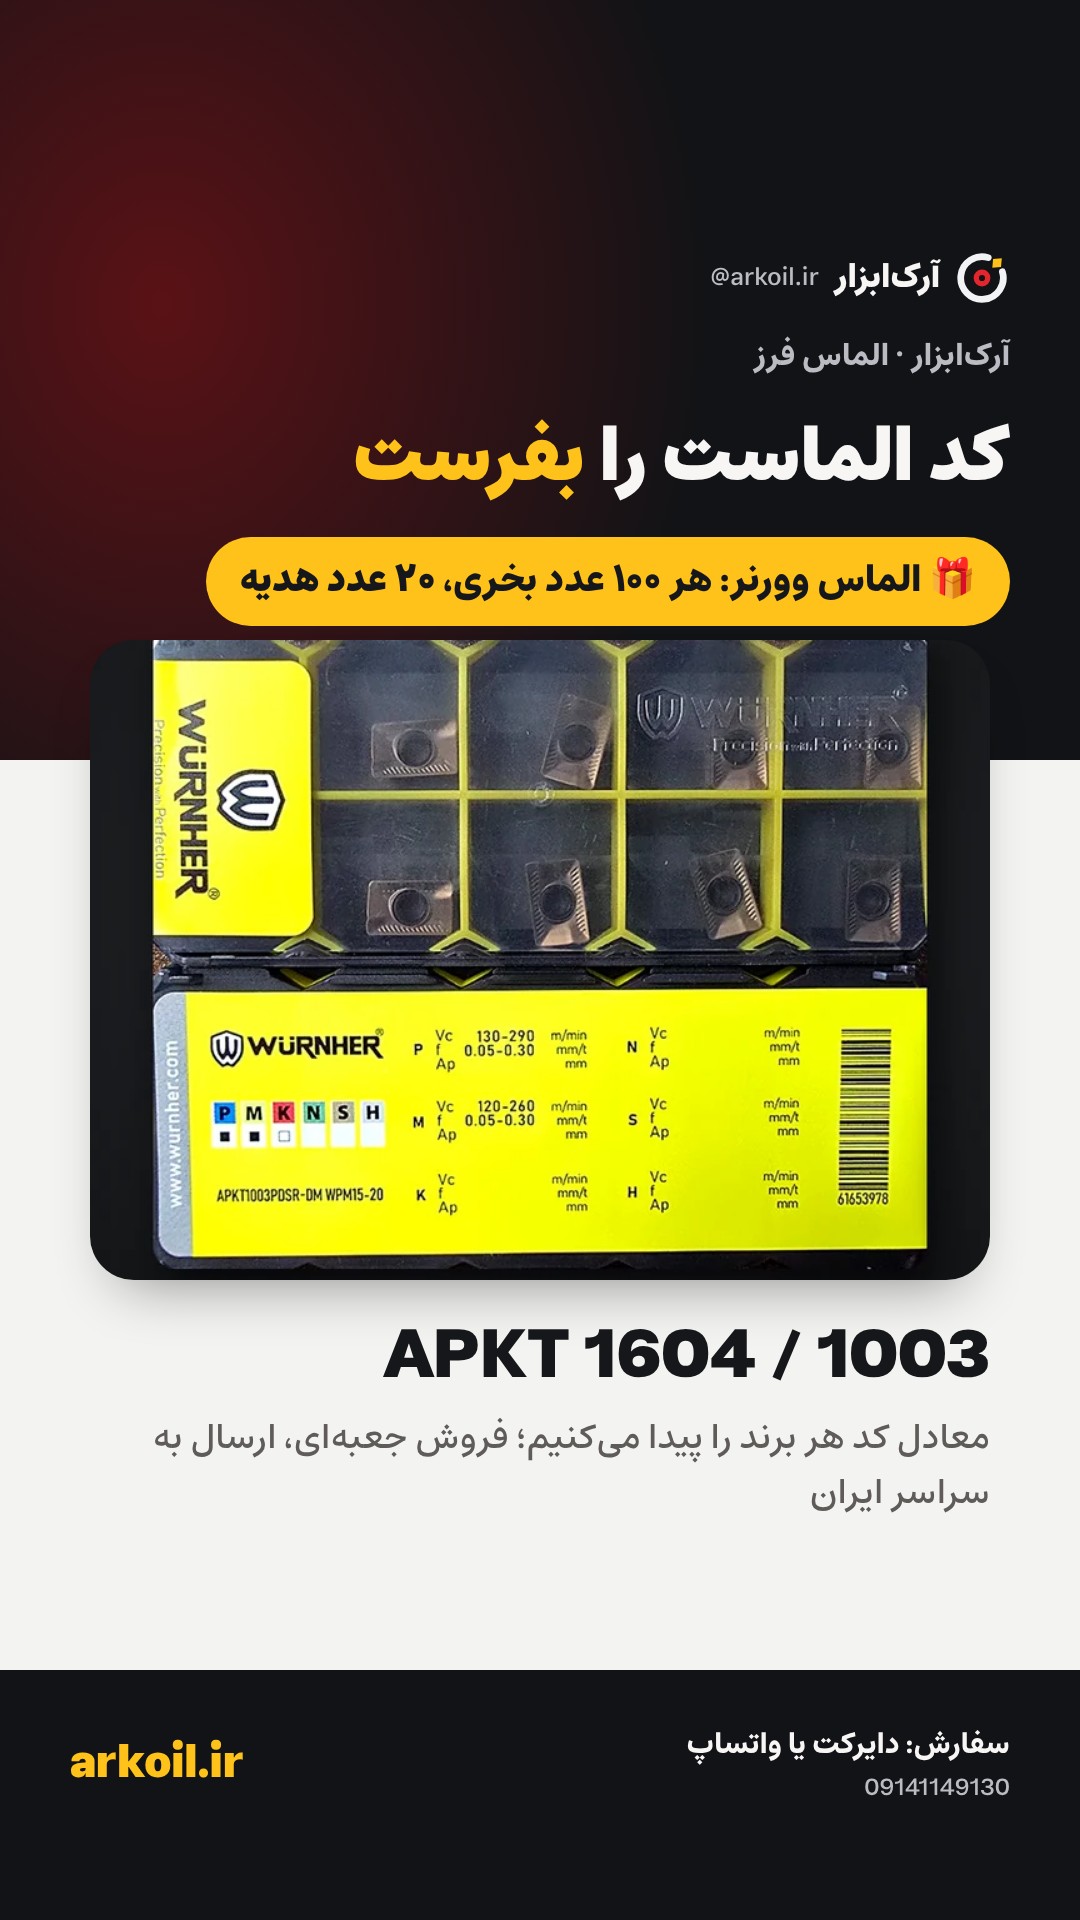 آرک‌ابزار @arkoil.ir
آرک‌ابزار · الماس فرز
کد الماست را بفرست
🎁 الماس وورنر: هر ۱۰۰ عدد بخری، ۲۰ عدد هدیه
WÜRNHER®
Precision with Perfection
WÜRNHER
Precision with Perfection
www.wurnher.com
WÜRNHER®
P M K N S H
APKT1003PDSR-DM WPM15-20
P Vc 130-290 m/min
f 0.05-0.30 mm/t
Ap mm
M Vc 120-260 m/min
f 0.05-0.30 mm/t
Ap mm
K Vc m/min
f mm/t
Ap mm
N Vc m/min
f mm/t
Ap mm
S Vc m/min
f mm/t
Ap mm
H Vc m/min
f mm/t
Ap mm
61653978
APKT 1604 / 1003
معادل کد هر برند را پیدا می‌کنیم؛ فروش جعبه‌ای، ارسال به
سراسر ایران
سفارش: دایرکت یا واتساپ
09141149130
arkoil.ir